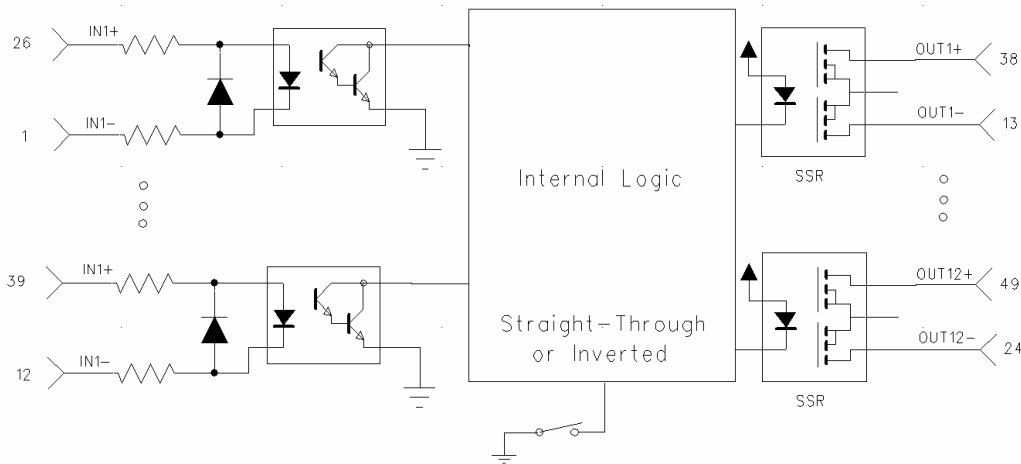 26
IN1+
1
IN1-
OUT1+
38
OUT1-
13
SSR
Internal Logic
Straight-Through
or Inverted
39
IN1+
12
IN1-
OUT12+
49
OUT12-
24
SSR